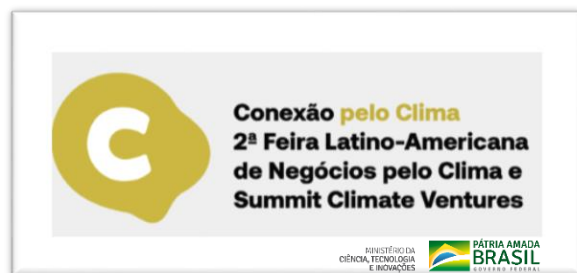 C
Conexão pelo Clima
2ª Feira Latino-Americana
de Negócios pelo Clima e
Summit Climate Ventures
MINISTÉRIO DA
CIÊNCIA, TECNOLOGIA
E INOVAÇÕES
PÁTRIA AMADA
BRASIL
GOVERNO FEDERAL